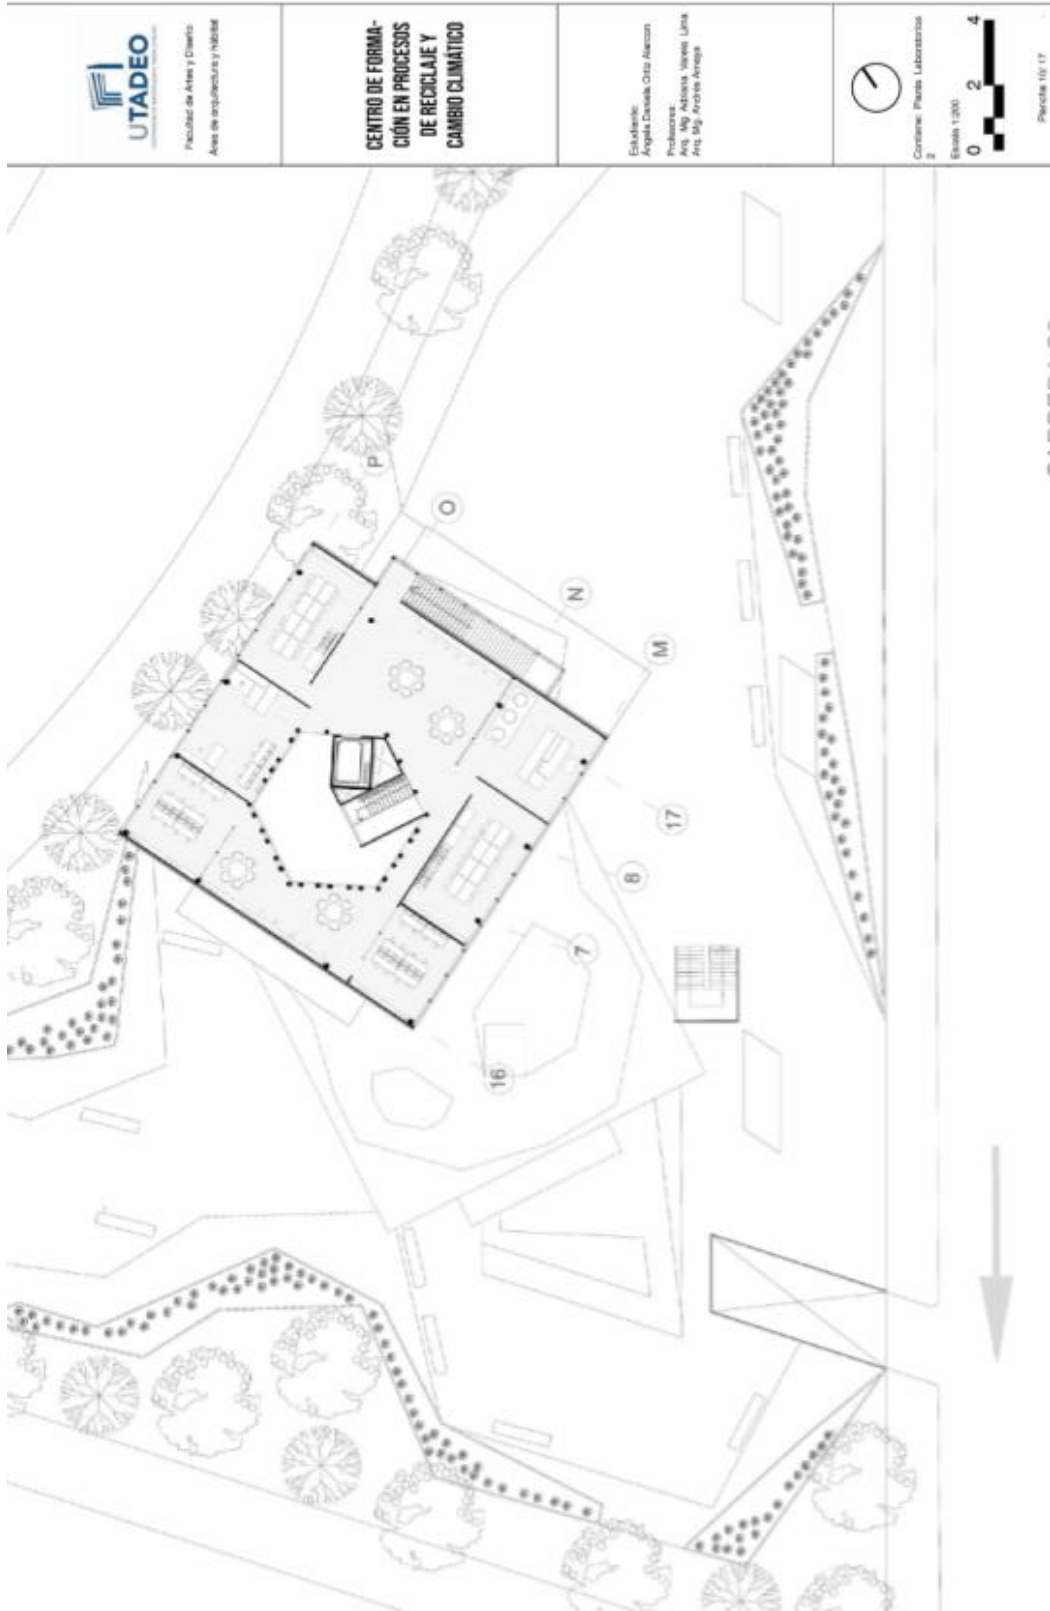 UTADEO
Facultad de Artes y Diseño
Área de arquitectura y hábitat
CENTRO DE FORMA-
CIÓN EN PROCESOS
DE RECICLAJE Y
CAMBIO CLIMÁTICO
Estudiante:
Ángela Daniela Ortiz Alarcon
Profesores:
Arq. Mg. Adriana Varela Lima
Arq. Mg. Andrés Amaya
Contiene: Planta Laboratorios
2
Escala 1:200
0 2 4
Plancha 10/ 17
P
O
N
M
17
8
7
16